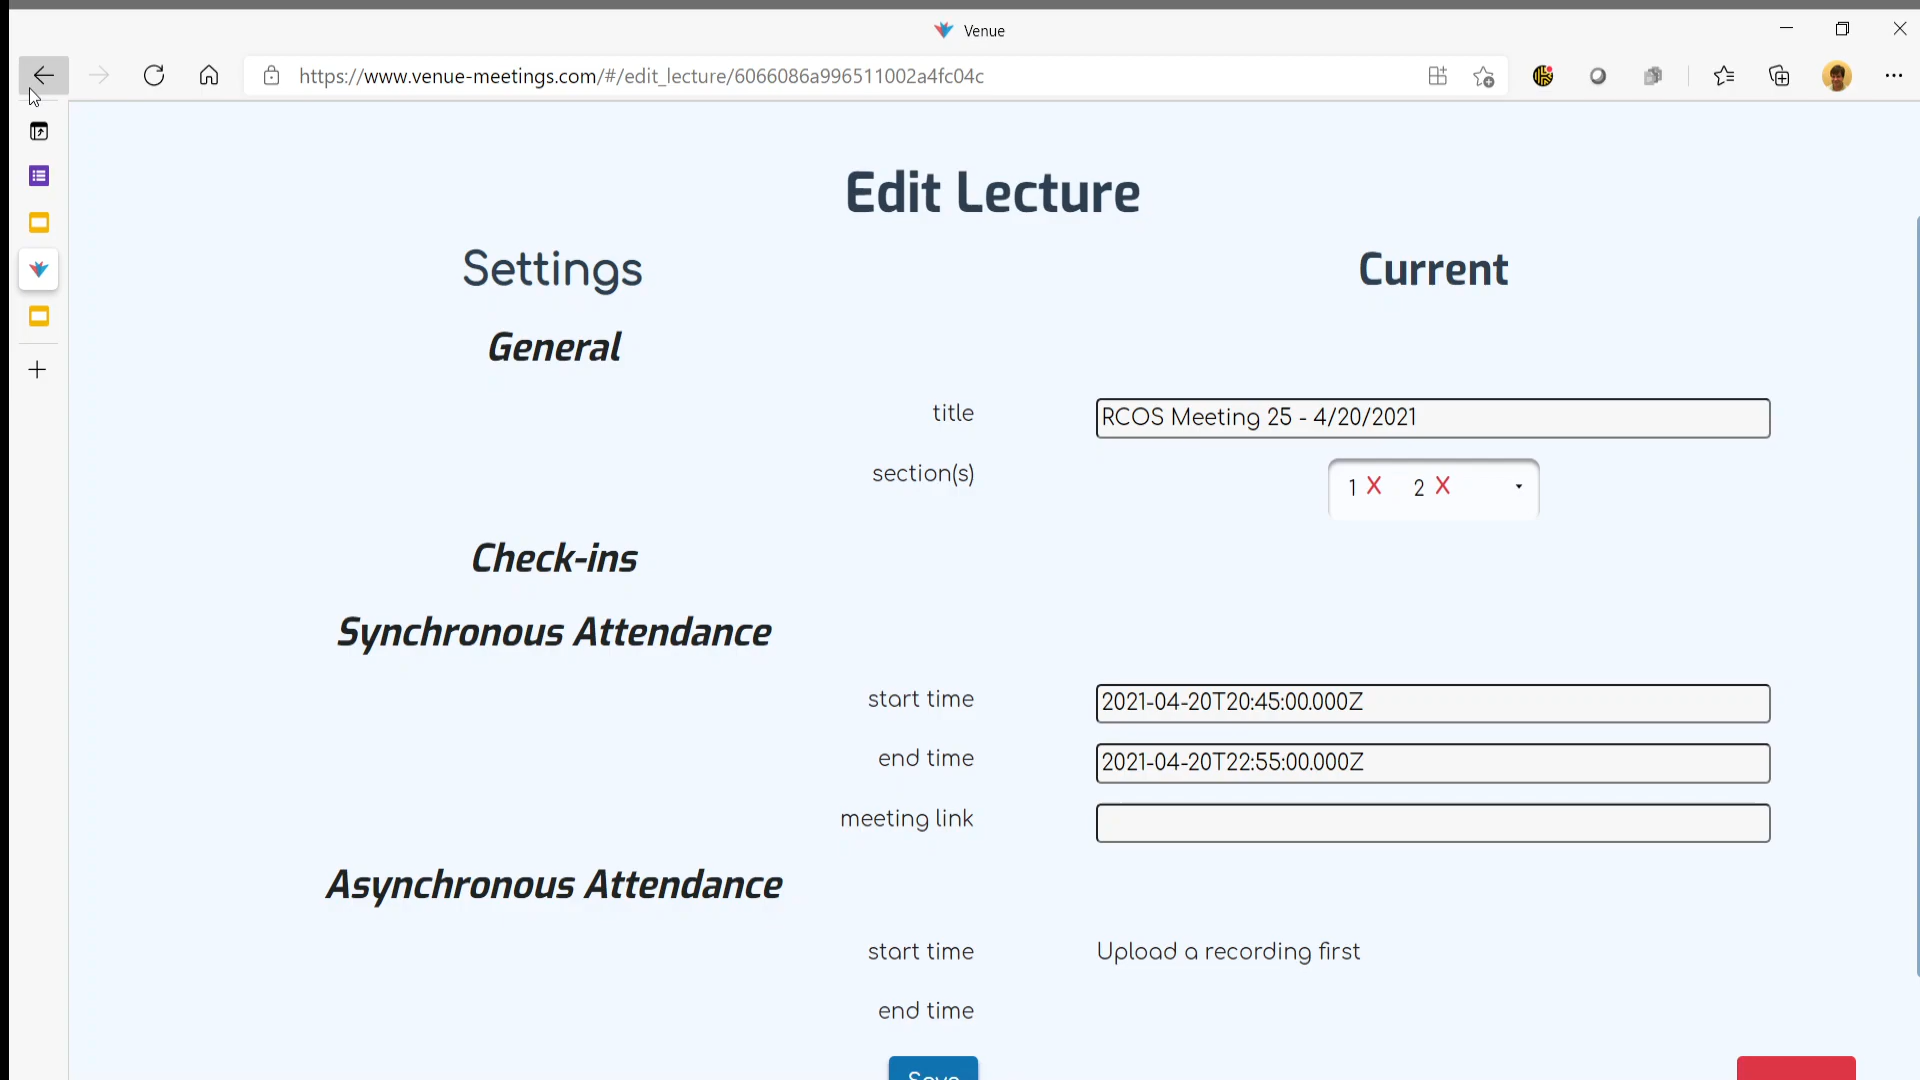 Venue
https://www.venue-meetings.com/#/edit_lecture/6066086a996511002a4fc04c
Edit Lecture
Settings
Current
General
title
RCOS Meeting 25 - 4/20/2021
section(s)
1 X 2 X
Check-ins
Synchronous Attendance
start time
2021-04-20T20:45:00.000Z
end time
2021-04-20T22:55:00.000Z
meeting link
Asynchronous Attendance
start time
Upload a recording first
end time
Save